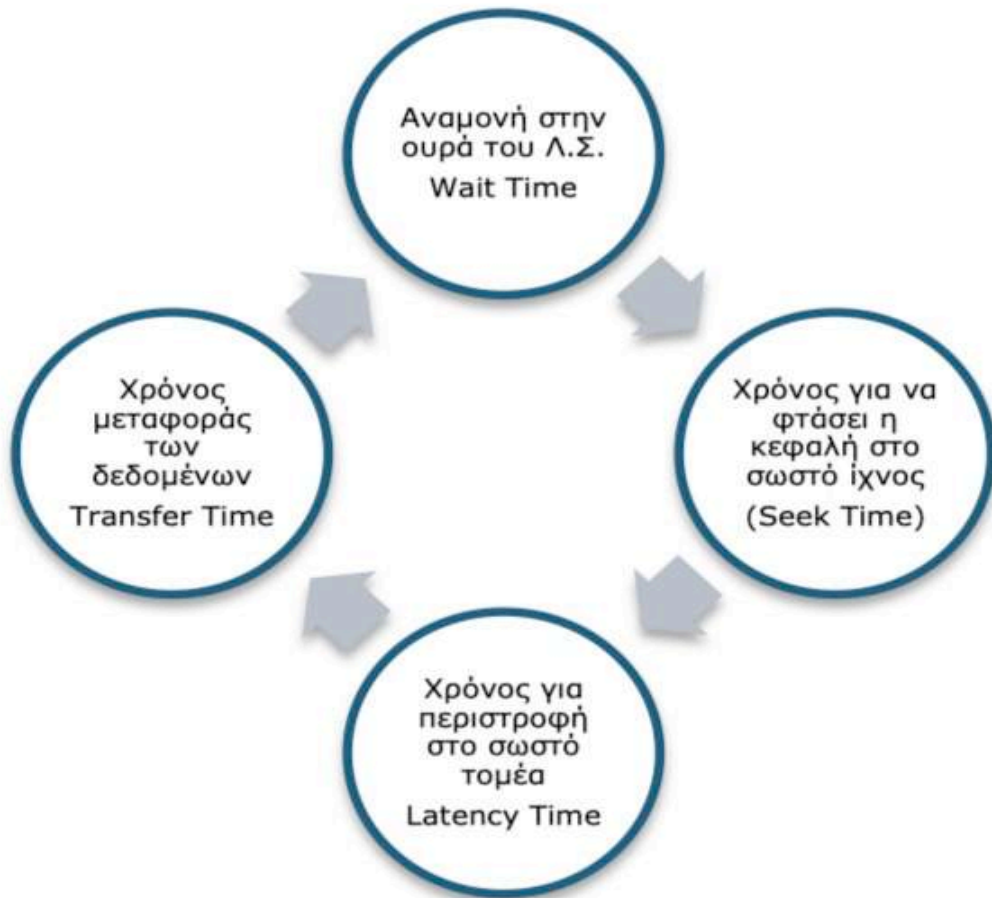 Αναμονή στην
ουρά του Λ.Σ.
Wait Time
Χρόνος για να
φτάσει η
κεφαλή στο
σωστό ίχνος
(Seek Time)
Χρόνος για
περιστροφή
στο σωστό
τομέα
Latency Time
Χρόνος
μεταφοράς
των
δεδομένων
Transfer Time